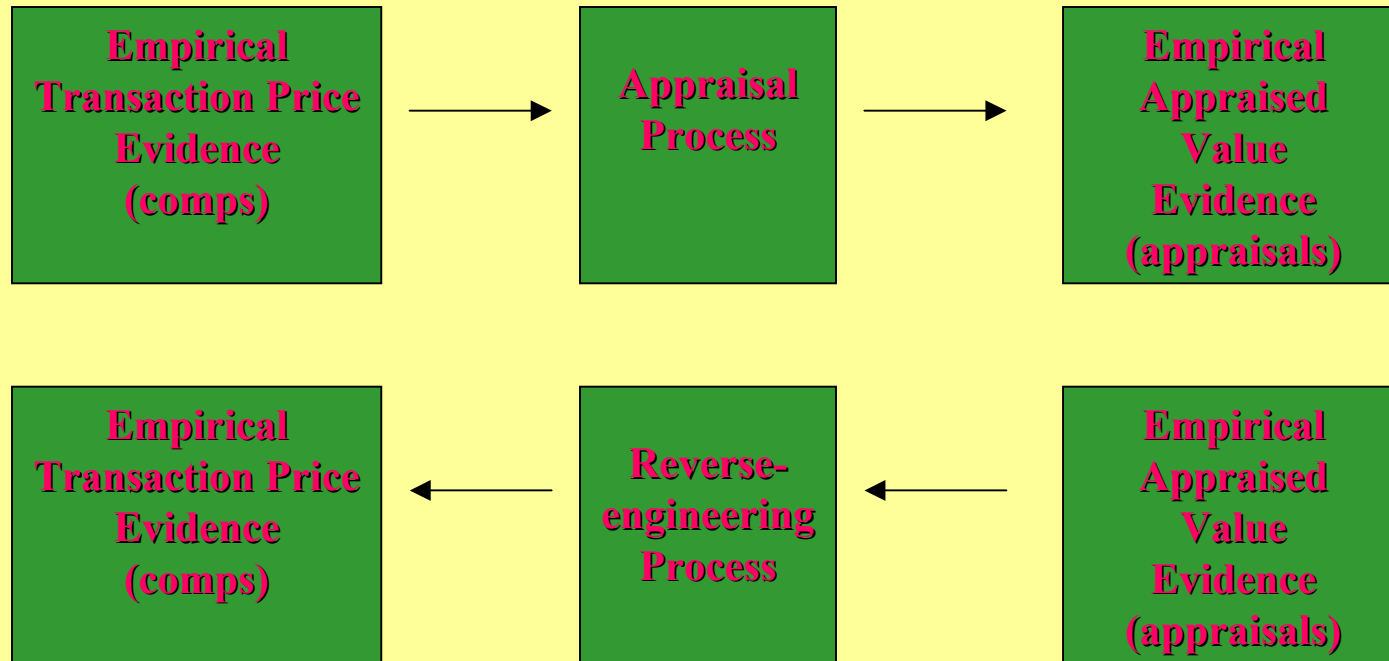 Empirical
Transaction Price
Evidence
(comps)
Appraisal
Process
Empirical
Appraised
Value
Evidence
(appraisals)
Empirical
Transaction Price
Evidence
(comps)
Reverse-
engineering
Process
Empirical
Appraised
Value
Evidence
(appraisals)